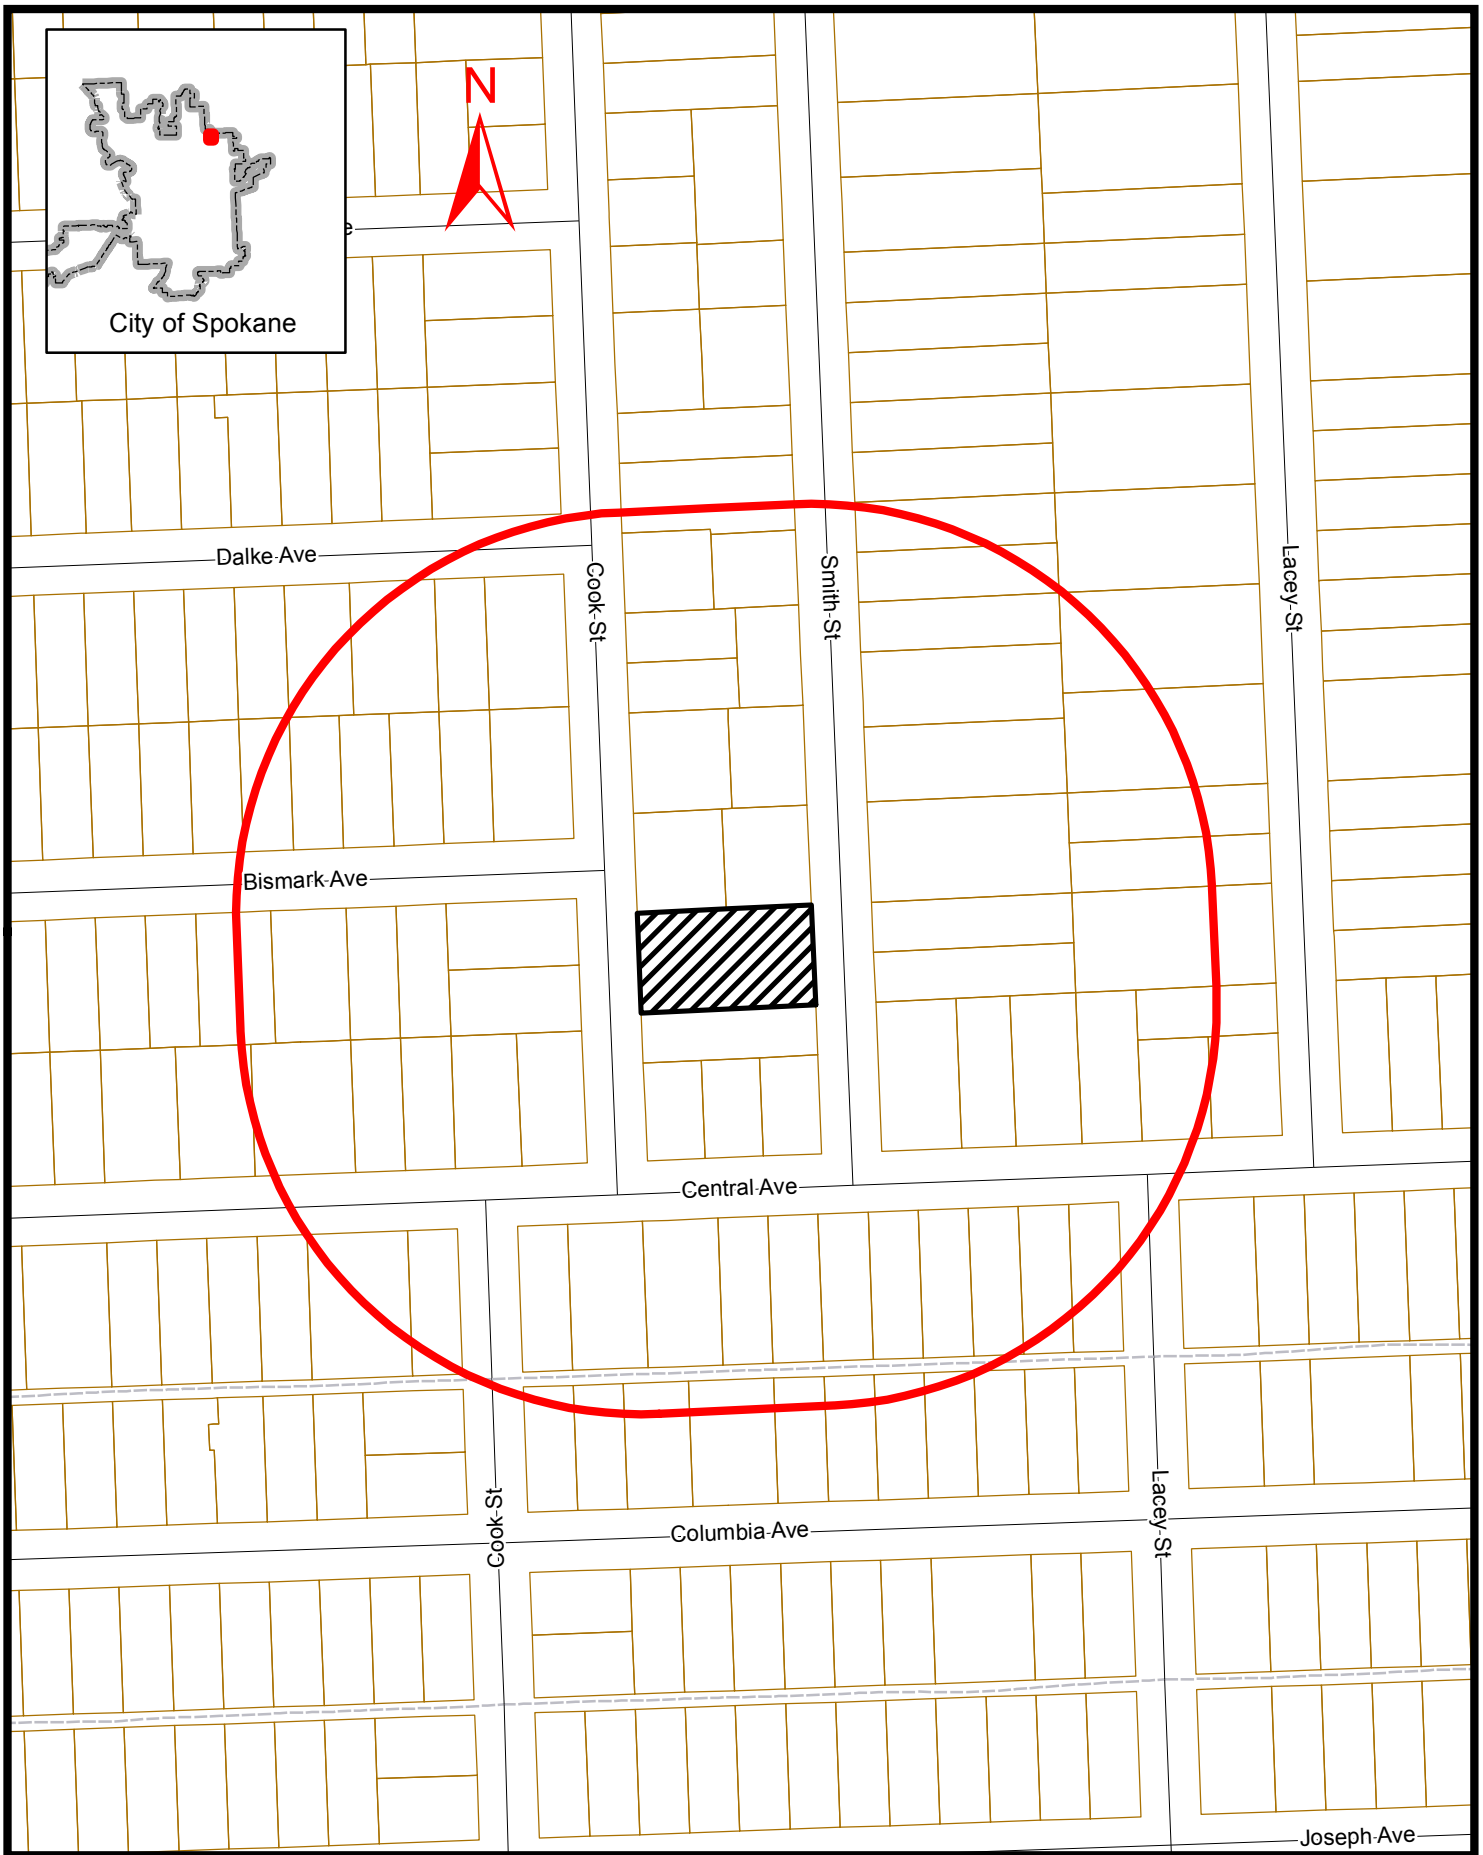 N
City of Spokane
Dalke Ave
Cook St
Smith St
Lacey St
Bismark Ave
Central Ave
Cook St
Columbia Ave
Lacey St
Joseph Ave